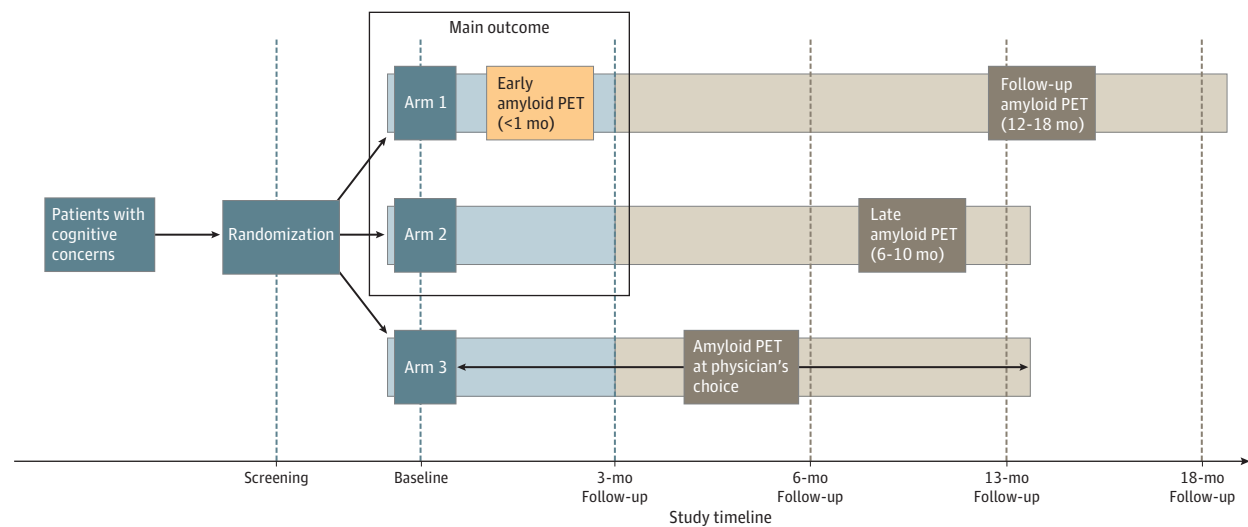 Main outcome
Arm 1
Early
amyloid PET
(<1 mo)
Follow-up
amyloid PET
(12-18 mo)
Patients with
cognitive
concerns
Randomization
Arm 2
Late
amyloid PET
(6-10 mo)
Arm 3
Amyloid PET
at physician's
choice
Screening
Baseline
3-mo
Follow-up
6-mo
Follow-up
13-mo
Follow-up
18-mo
Follow-up
Study timeline